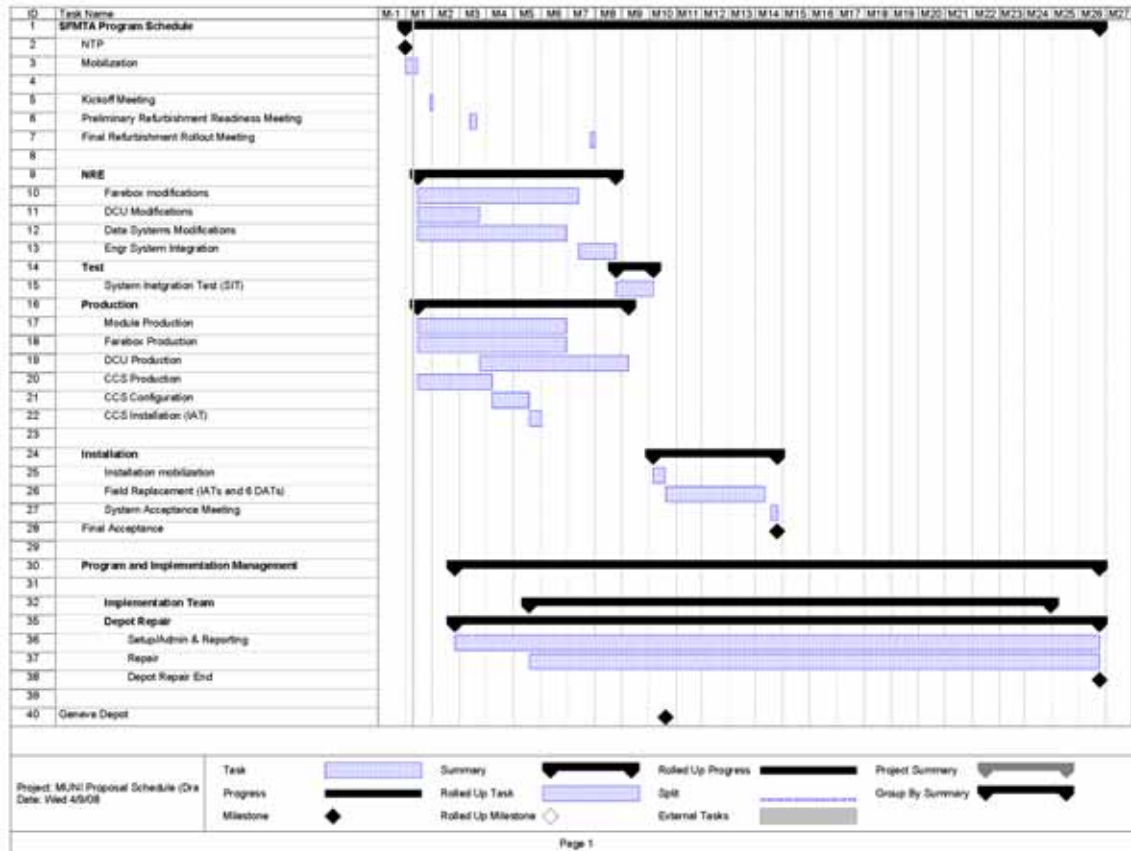 ID Task Name M-1 M1 M2 M3 M4 M5 M6 M7 M8 M9 M10 M11 M12 M13 M14 M15 M16 M17 M18 M19 M20 M21 M22 M23 M24 M25 M26 M27
1 SFMTA Program Schedule
2 NTP
3 Mobilization
4
5 Kickoff Meeting
6 Preliminary Refurbishment Readiness Meeting
7 Final Refurbishment Rollout Meeting
8
9 NRE
10 Farebox modifications
11 DCU Modifications
12 Data Systems Modifications
13 Engr System Integration
14 Test
15 System Inetgration Test (SIT)
16 Production
17 Module Production
18 Farebox Production
19 DCU Production
20 CCS Production
21 CCS Configuration
22 CCS Installation (IAT)
23
24 Installation
25 Installation mobilization
26 Field Replacement (IATs and 6 DATs)
27 System Acceptance Meeting
28 Final Acceptance
29
30 Program and Implementation Management
31
32 Implementation Team
35 Depot Repair
36 Setup/Admin & Reporting
37 Repair
38 Depot Repair End
39
40 Geneva Depot
Project: MUNI Proposal Schedule (Dra
Date: Wed 4/9/08
Task Summary Rolled Up Progress Project Summary
Progress Rolled Up Task Split Group By Summary
Milestone Rolled Up Milestone External Tasks
Page 1